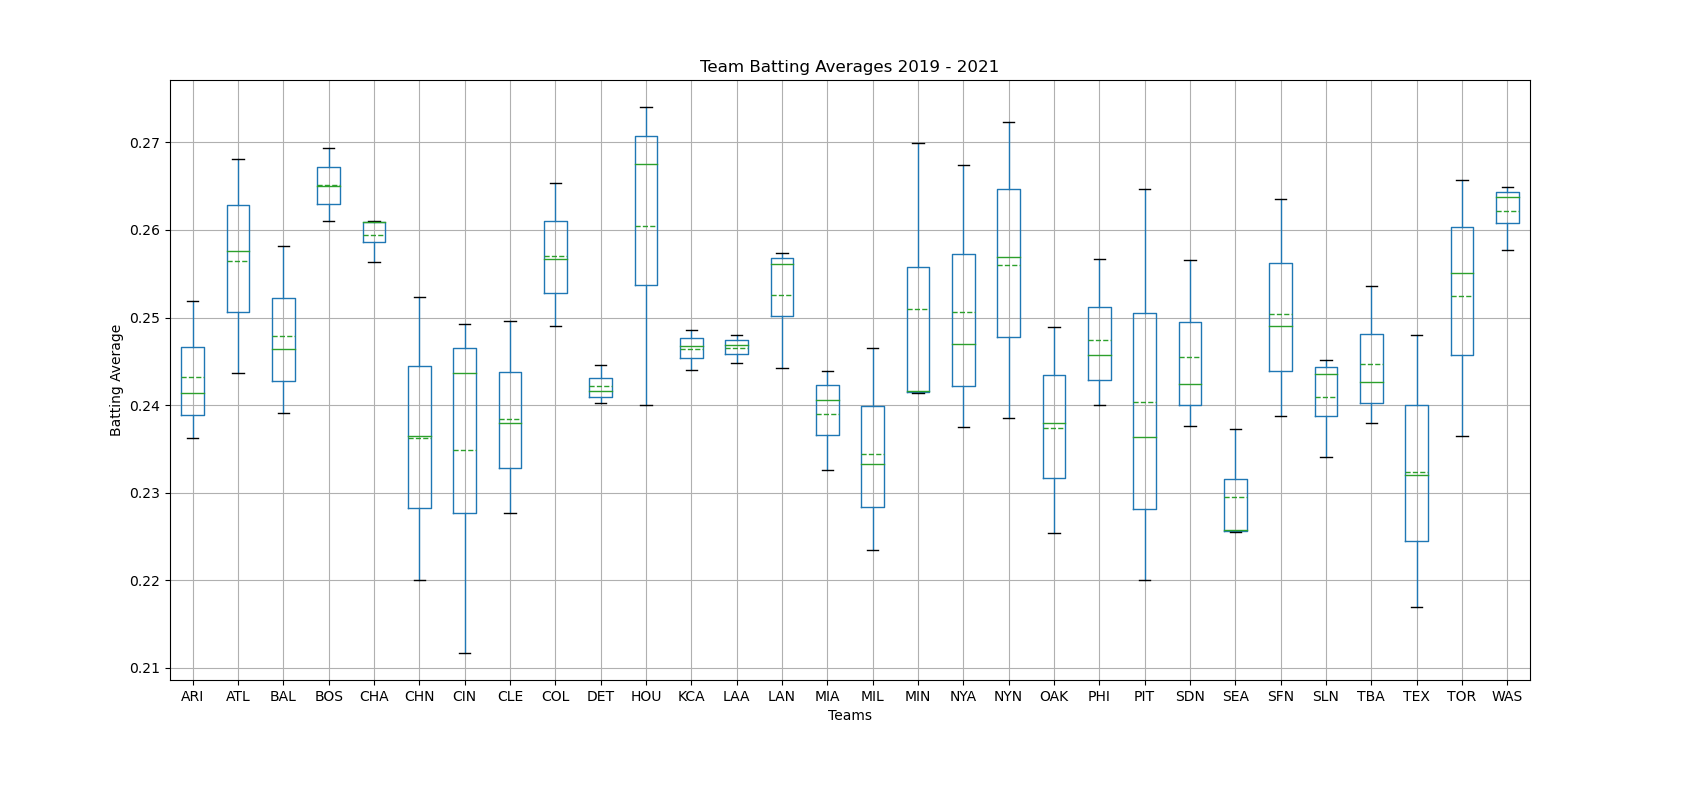 Team Batting Averages 2019 - 2021
Batting Average
0.27
0.26
0.25
0.24
0.23
0.22
0.21
ARI ATL BAL BOS CHA CHN CIN CLE COL DET HOU KCA LAA LAN MIA MIL MIN NYA NYN OAK PHI PIT SDN SEA SFN SLN TBA TEX TOR WAS
Teams